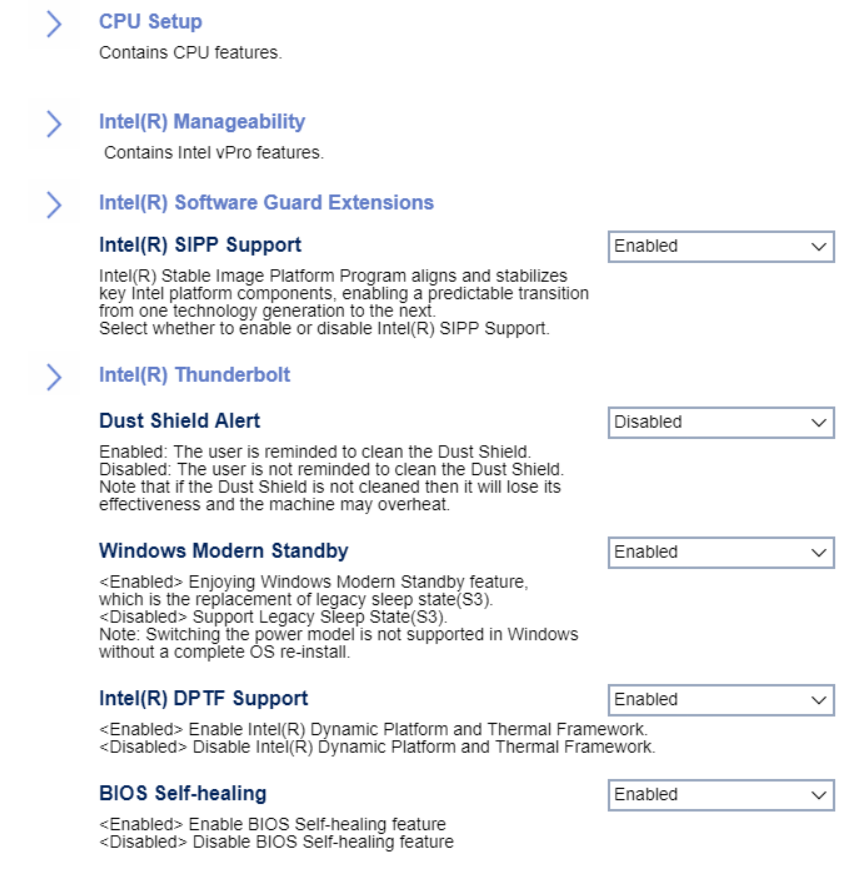 CPU Setup
Contains CPU features.
Intel(R) Manageability
Contains Intel vPro features.
Intel(R) Software Guard Extensions
Intel(R) SIPP Support
Enabled
Intel(R) Stable Image Platform Program aligns and stabilizes
key Intel platform components, enabling a predictable transition
from one technology generation to the next.
Select whether to enable or disable Intel(R) SIPP Support.
Intel(R) Thunderbolt
Dust Shield Alert
Disabled
Enabled: The user is reminded to clean the Dust Shield.
Disabled: The user is not reminded to clean the Dust Shield.
Note that if the Dust Shield is not cleaned then it will lose its
effectiveness and the machine may overheat.
Windows Modern Standby
Enabled
<Enabled> Enjoying Windows Modern Standby feature,
which is the replacement of legacy sleep state(S3).
<Disabled> Support Legacy Sleep State(S3).
Note: Switching the power model is not supported in Windows
without a complete OS re-install.
Intel(R) DPTF Support
Enabled
<Enabled> Enable Intel(R) Dynamic Platform and Thermal Framework.
<Disabled> Disable Intel(R) Dynamic Platform and Thermal Framework.
BIOS Self-healing
Enabled
<Enabled> Enable BIOS Self-healing feature
<Disabled> Disable BIOS Self-healing feature